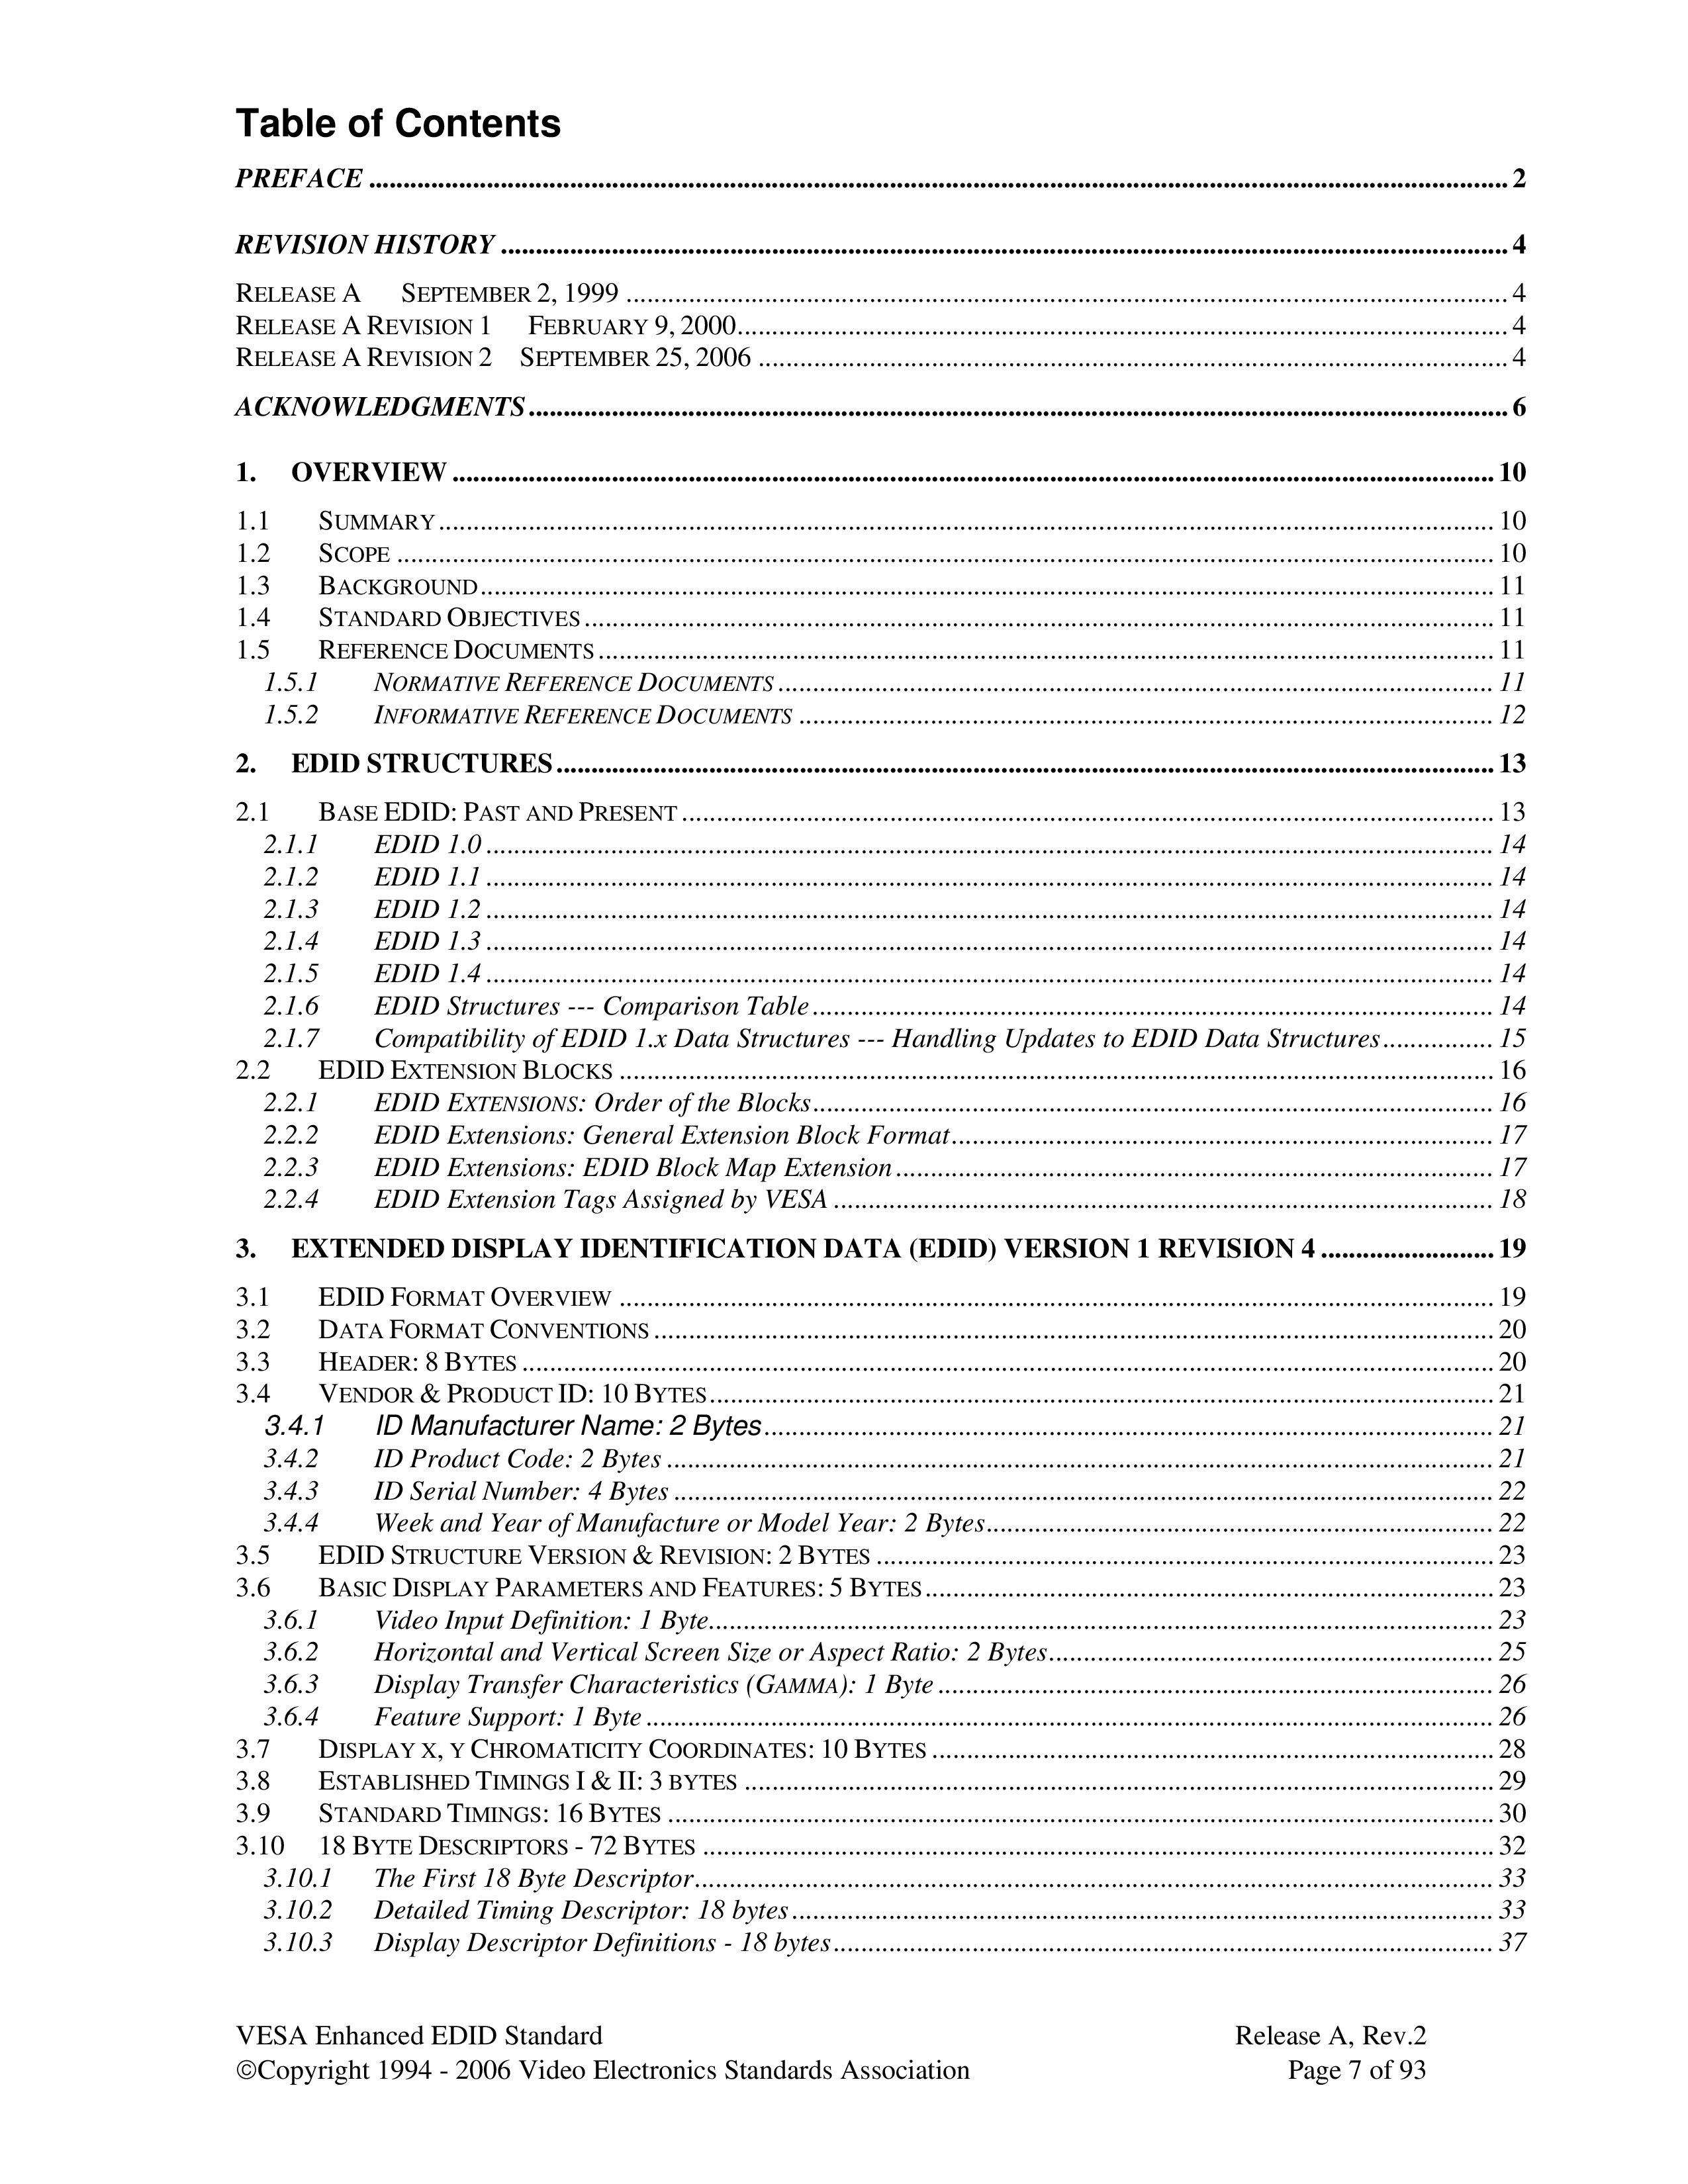 Table of Contents
PREFACE ........ 2
REVISION HISTORY ........ 4
RELEASE A SEPTEMBER 2, 1999 ........ 4
RELEASE A REVISION 1 FEBRUARY 9, 2000 ........ 4
RELEASE A REVISION 2 SEPTEMBER 25, 2006 ........ 4
ACKNOWLEDGMENTS ........ 6
1. OVERVIEW ........ 10
1.1 SUMMARY ........ 10
1.2 SCOPE ........ 10
1.3 BACKGROUND ........ 11
1.4 STANDARD OBJECTIVES ........ 11
1.5 REFERENCE DOCUMENTS ........ 11
1.5.1 NORMATIVE REFERENCE DOCUMENTS ........ 11
1.5.2 INFORMATIVE REFERENCE DOCUMENTS ........ 12
2. EDID STRUCTURES ........ 13
2.1 BASE EDID: PAST AND PRESENT ........ 13
2.1.1 EDID 1.0 ........ 14
2.1.2 EDID 1.1 ........ 14
2.1.3 EDID 1.2 ........ 14
2.1.4 EDID 1.3 ........ 14
2.1.5 EDID 1.4 ........ 14
2.1.6 EDID Structures --- Comparison Table ........ 14
2.1.7 Compatibility of EDID 1.x Data Structures --- Handling Updates to EDID Data Structures ........ 15
2.2 EDID EXTENSION BLOCKS ........ 16
2.2.1 EDID EXTENSIONS: Order of the Blocks ........ 16
2.2.2 EDID Extensions: General Extension Block Format ........ 17
2.2.3 EDID Extensions: EDID Block Map Extension ........ 17
2.2.4 EDID Extension Tags Assigned by VESA ........ 18
3. EXTENDED DISPLAY IDENTIFICATION DATA (EDID) VERSION 1 REVISION 4 ........ 19
3.1 EDID FORMAT OVERVIEW ........ 19
3.2 DATA FORMAT CONVENTIONS ........ 20
3.3 HEADER: 8 BYTES ........ 20
3.4 VENDOR & PRODUCT ID: 10 BYTES ........ 21
3.4.1 ID Manufacturer Name: 2 Bytes ........ 21
3.4.2 ID Product Code: 2 Bytes ........ 21
3.4.3 ID Serial Number: 4 Bytes ........ 22
3.4.4 Week and Year of Manufacture or Model Year: 2 Bytes ........ 22
3.5 EDID STRUCTURE VERSION & REVISION: 2 BYTES ........ 23
3.6 BASIC DISPLAY PARAMETERS AND FEATURES: 5 BYTES ........ 23
3.6.1 Video Input Definition: 1 Byte ........ 23
3.6.2 Horizontal and Vertical Screen Size or Aspect Ratio: 2 Bytes ........ 25
3.6.3 Display Transfer Characteristics (GAMMA): 1 Byte ........ 26
3.6.4 Feature Support: 1 Byte ........ 26
3.7 DISPLAY X, Y CHROMATICITY COORDINATES: 10 BYTES ........ 28
3.8 ESTABLISHED TIMINGS I & II: 3 BYTES ........ 29
3.9 STANDARD TIMINGS: 16 BYTES ........ 30
3.10 18 BYTE DESCRIPTORS - 72 BYTES ........ 32
3.10.1 The First 18 Byte Descriptor ........ 33
3.10.2 Detailed Timing Descriptor: 18 bytes ........ 33
3.10.3 Display Descriptor Definitions - 18 bytes ........ 37
VESA Enhanced EDID Standard Release A, Rev.2
©Copyright 1994 - 2006 Video Electronics Standards Association Page 7 of 93